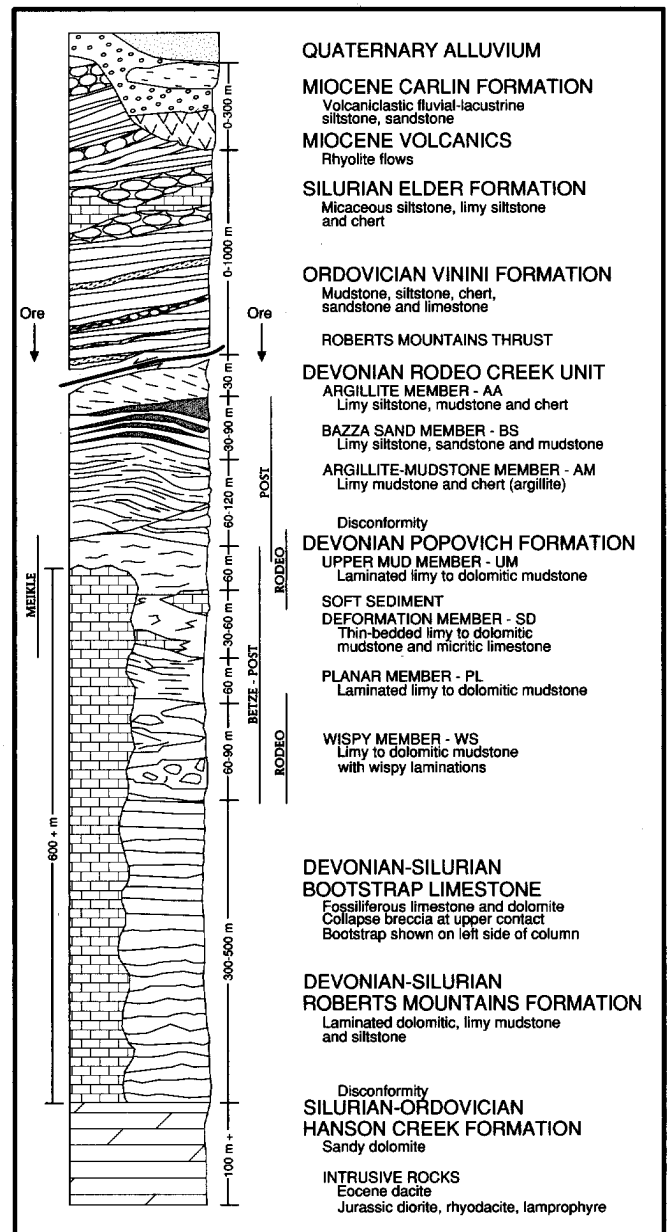 QUATERNARY ALLUVIUM
MIOCENE CARLIN FORMATION
Volcaniclastic fluvial-lacustrine
siltstone, sandstone
0-300 m
MIOCENE VOLCANICS
Rhyolite flows
SILURIAN ELDER FORMATION
Micaceous siltstone, limy siltstone
and chert
0-1000 m
ORDOVICIAN VININI FORMATION
Mudstone, siltstone, chert,
sandstone and limestone
Ore
Ore
ROBERTS MOUNTAINS THRUST
DEVONIAN RODEO CREEK UNIT
-30 m
ARGILLITE MEMBER - AA
Limy siltstone, mudstone and chert
30-90 m
BAZZA SAND MEMBER - BS
Limy siltstone, sandstone and mudstone
POST
ARGILLITE-MUDSTONE MEMBER - AM
Limy mudstone and chert (argillite)
60-120 m
Disconformity
DEVONIAN POPOVICH FORMATION
MEIKLE
60 m
RODEO
UPPER MUD MEMBER - UM
Laminated limy to dolomitic mudstone
30-60 m
SOFT SEDIMENT
DEFORMATION MEMBER - SD
Thin-bedded limy to dolomitic
mudstone and micritic limestone
60 m
BETZE - POST
PLANAR MEMBER - PL
Laminated limy to dolomitic mudstone
60-90 m
RODEO
WISPY MEMBER - WS
Limy to dolomitic mudstone
with wispy laminations
600 + m
DEVONIAN-SILURIAN
BOOTSTRAP LIMESTONE
Fossiliferous limestone and dolomite
Collapse breccia at upper contact
Bootstrap shown on left side of column
300-500 m
DEVONIAN-SILURIAN
ROBERTS MOUNTAINS FORMATION
Laminated dolomitic, limy mudstone
and siltstone
Disconformity
SILURIAN-ORDOVICIAN
HANSON CREEK FORMATION
Sandy dolomite
100 m +
INTRUSIVE ROCKS
Eocene dacite
Jurassic diorite, rhyodacite, lamprophyre